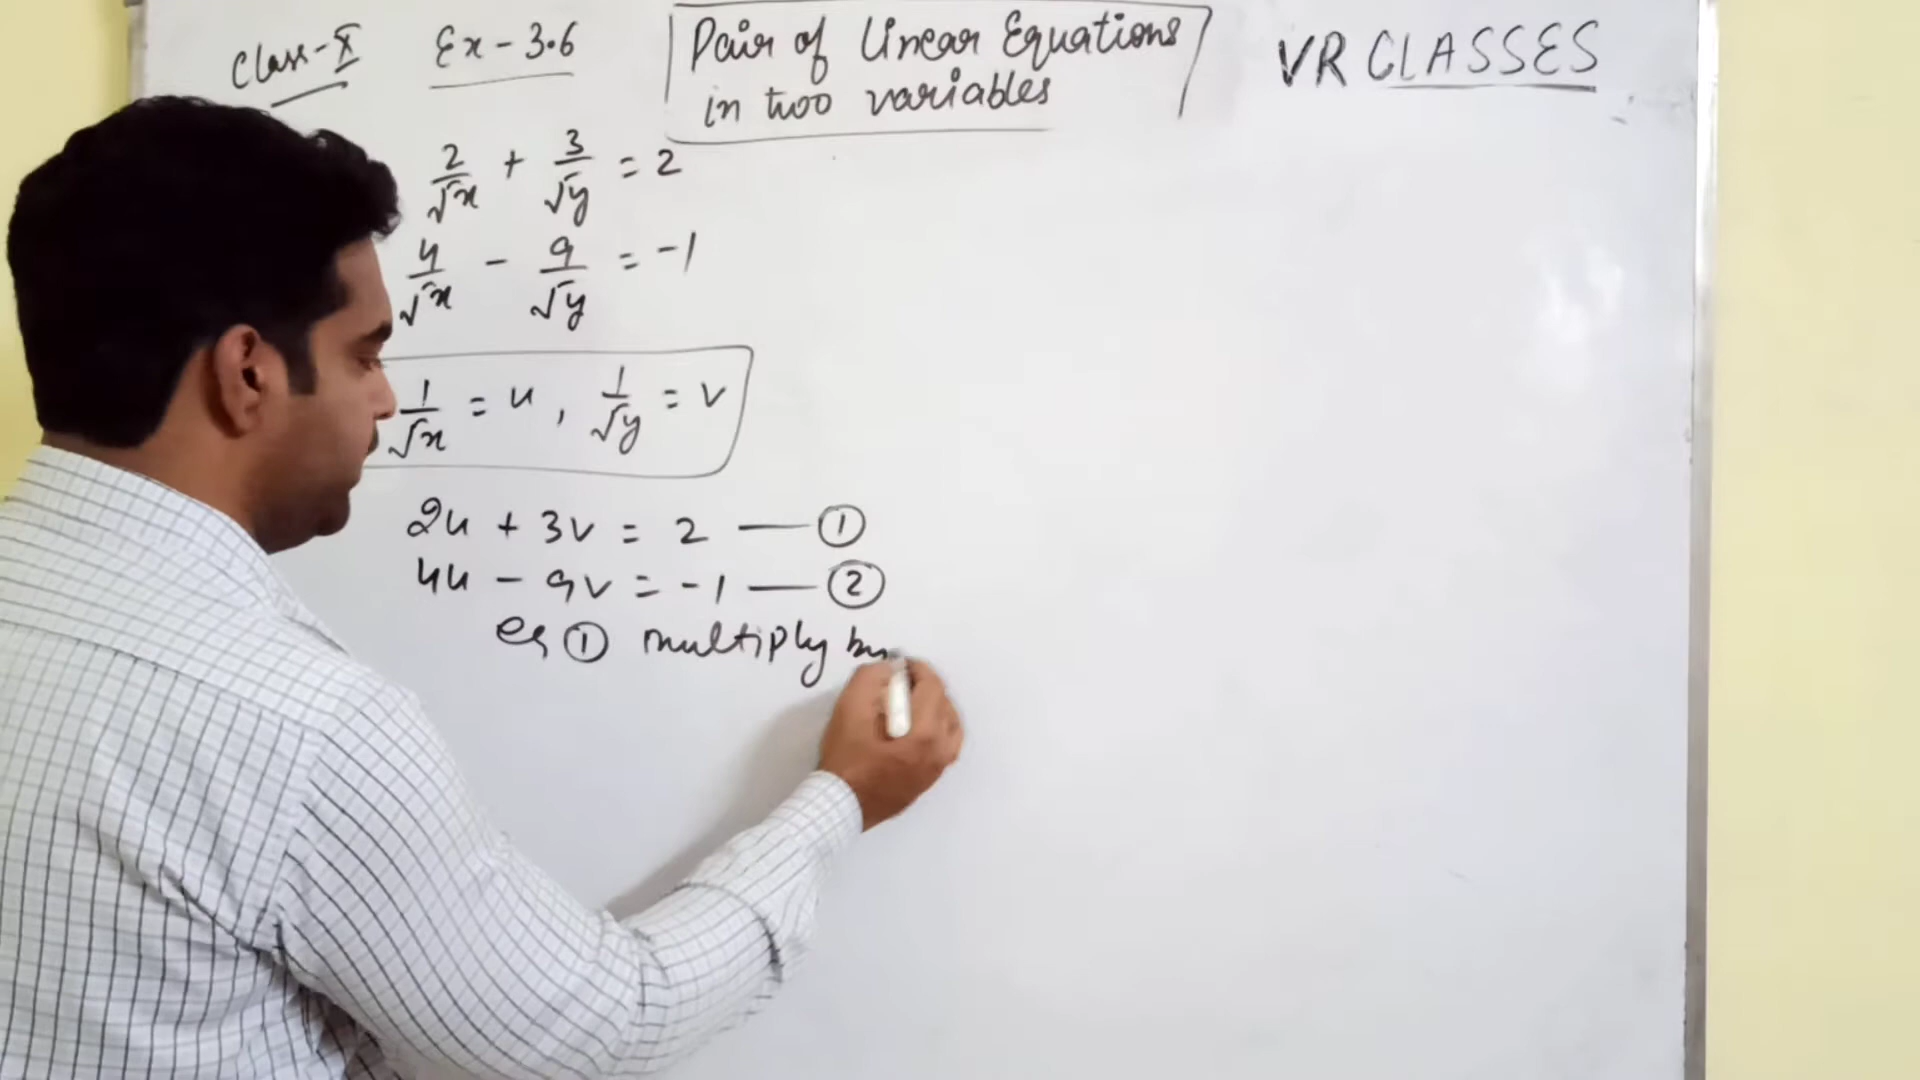 Class-X Ex-3.6 Pair of Linear Equations in two variables VR CLASSES
2/√x + 3/√y = 2
4/√x - 9/√y = -1
1/√x = u, 1/√y = v
2u + 3v = 2 — ①
4u - 9v = -1 — ②
eq ① multiply by